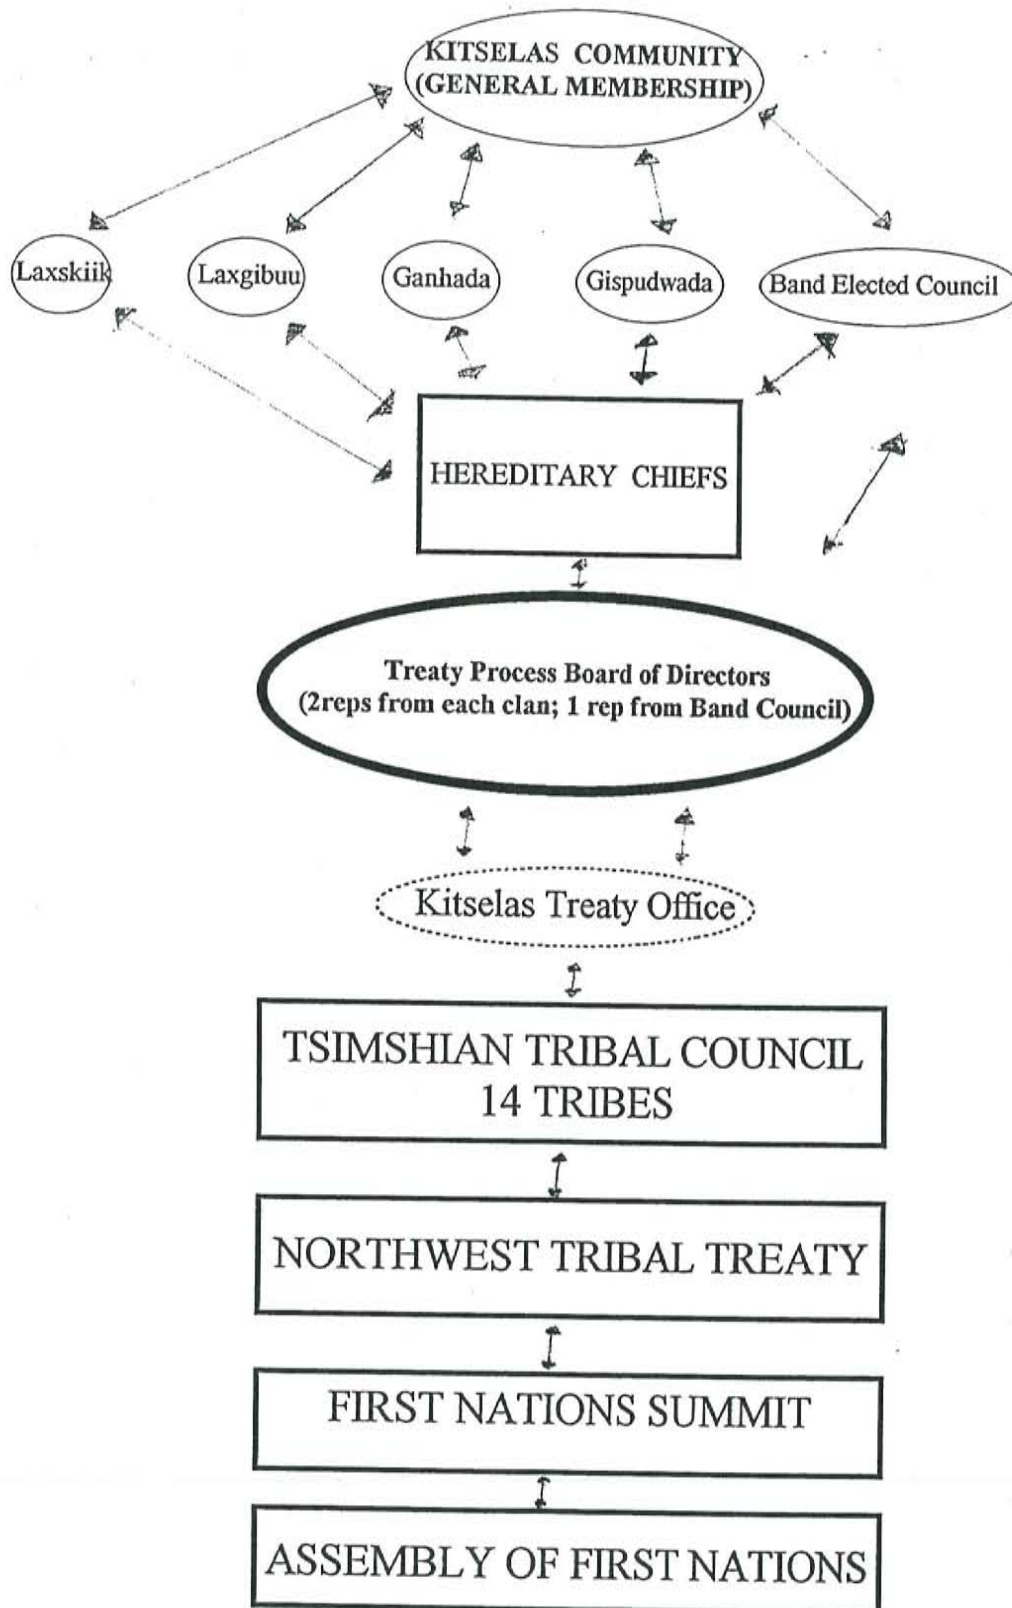 KITSELAS COMMUNITY
(GENERAL MEMBERSHIP)
Laxskiik
Laxgibuu
Ganhada
Gispudwada
Band Elected Council
HEREDITARY CHIEFS
Treaty Process Board of Directors
(2reps from each clan; 1 rep from Band Council)
Kitselas Treaty Office
TSIMSHIAN TRIBAL COUNCIL
14 TRIBES
NORTHWEST TRIBAL TREATY
FIRST NATIONS SUMMIT
ASSEMBLY OF FIRST NATIONS